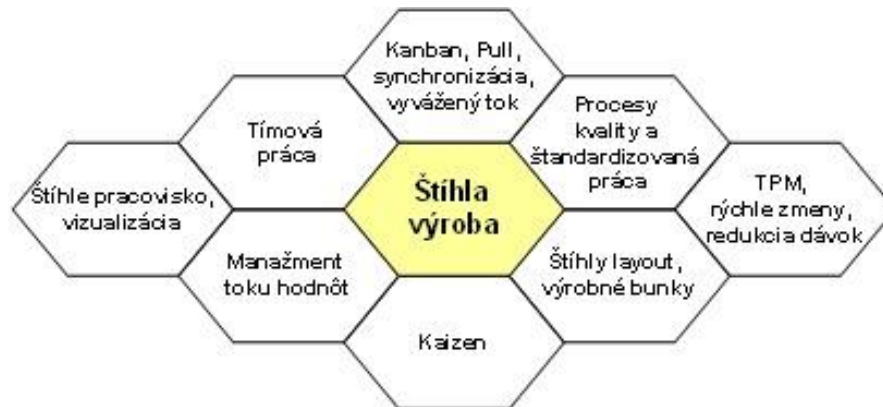 Kanban, Pull,
synchronizácia,
vyvážený tok
Tímová
práca
Procesy
kvality a
štandardizovaná
práca
Štíhle pracovisko,
vizualizácia
Štíhla
výroba
TPM,
rýchle zmeny,
redukcia dávok
Manažment
toku hodnôt
Štíhly layout,
výrobné bunky
Kaizen